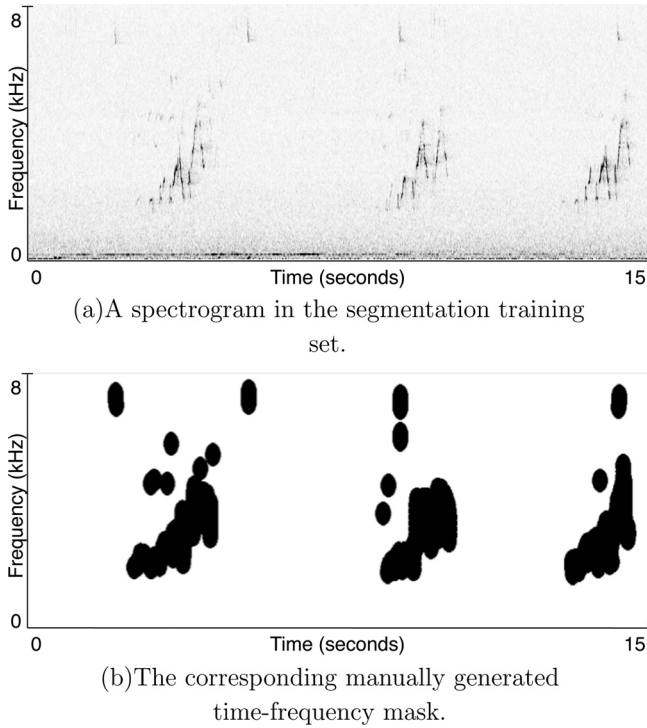 8
Frequency (kHz)
0
0 Time (seconds) 15
(a)A spectrogram in the segmentation training
set.
8
Frequency (kHz)
0
0 Time (seconds) 15
(b)The corresponding manually generated
time-frequency mask.